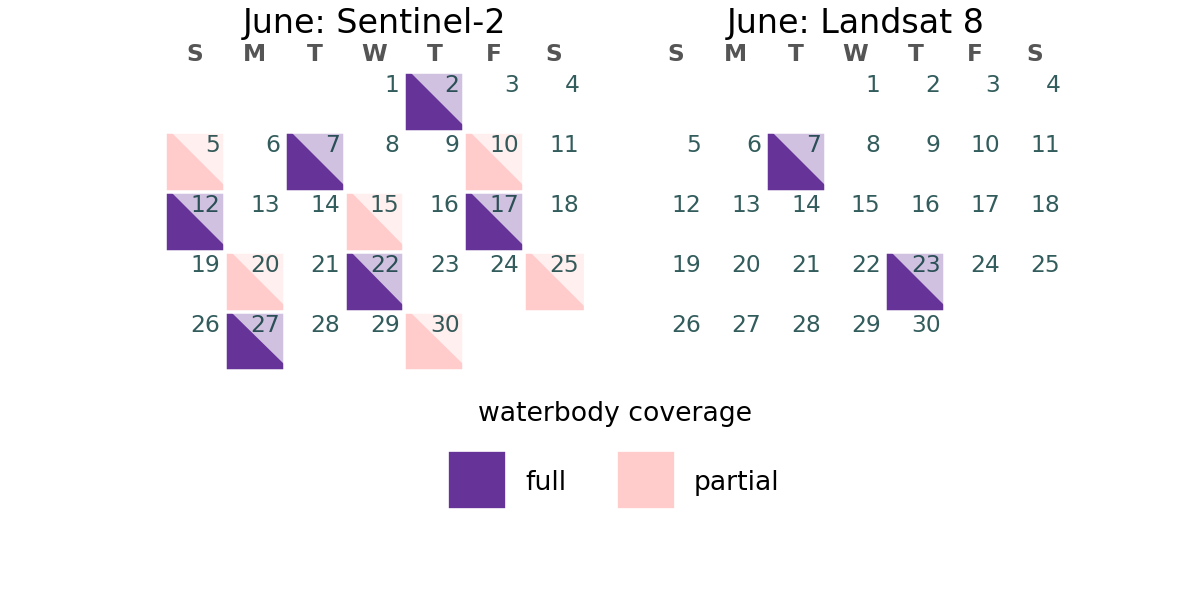 June: Sentinel-2
S M T W T F S
1 2 3 4
5 6 7 8 9 10 11
12 13 14 15 16 17 18
19 20 21 22 23 24 25
26 27 28 29 30
June: Landsat 8
S M T W T F S
1 2 3 4
5 6 7 8 9 10 11
12 13 14 15 16 17 18
19 20 21 22 23 24 25
26 27 28 29 30
waterbody coverage
full partial